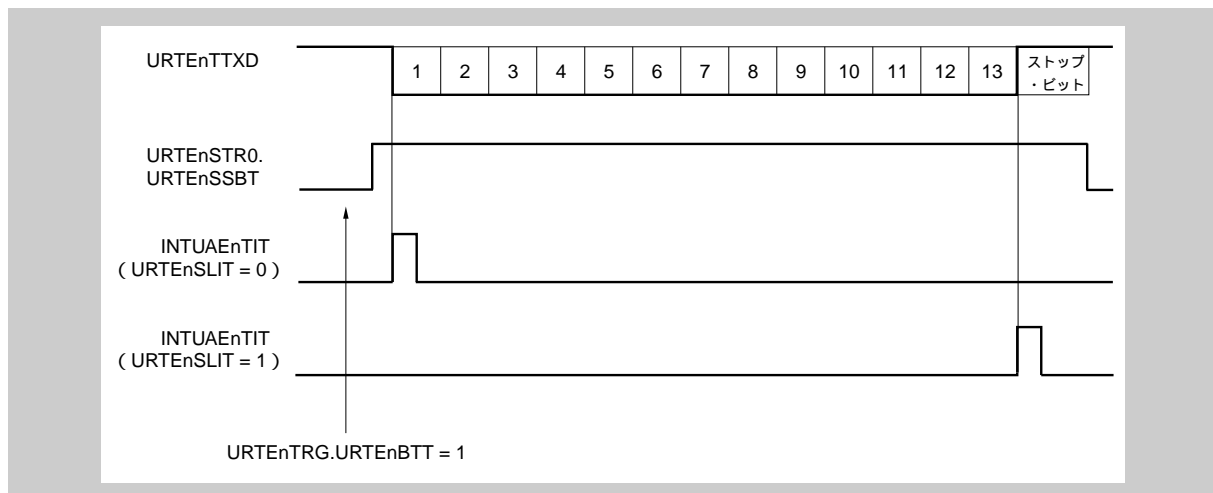 URTEnTTXD
1 2 3 4 5 6 7 8 9 10 11 12 13
ストップ
・ビット
URTEnSTR0.
URTEnSSBT
INTUAEnTIT
( URTEnSLIT = 0 )
INTUAEnTIT
( URTEnSLIT = 1 )
URTEnTRG.URTEnBTT = 1